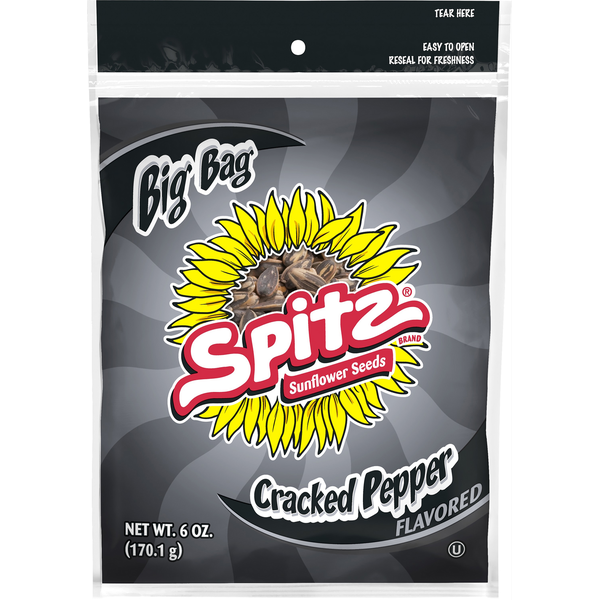 TEAR HERE
EASY TO OPEN
RESEAL FOR FRESHNESS
Big Bag
Spitz®
BRAND
Sunflower Seeds
Cracked Pepper
FLAVORED
NET WT. 6 OZ.
(170.1 g)
U